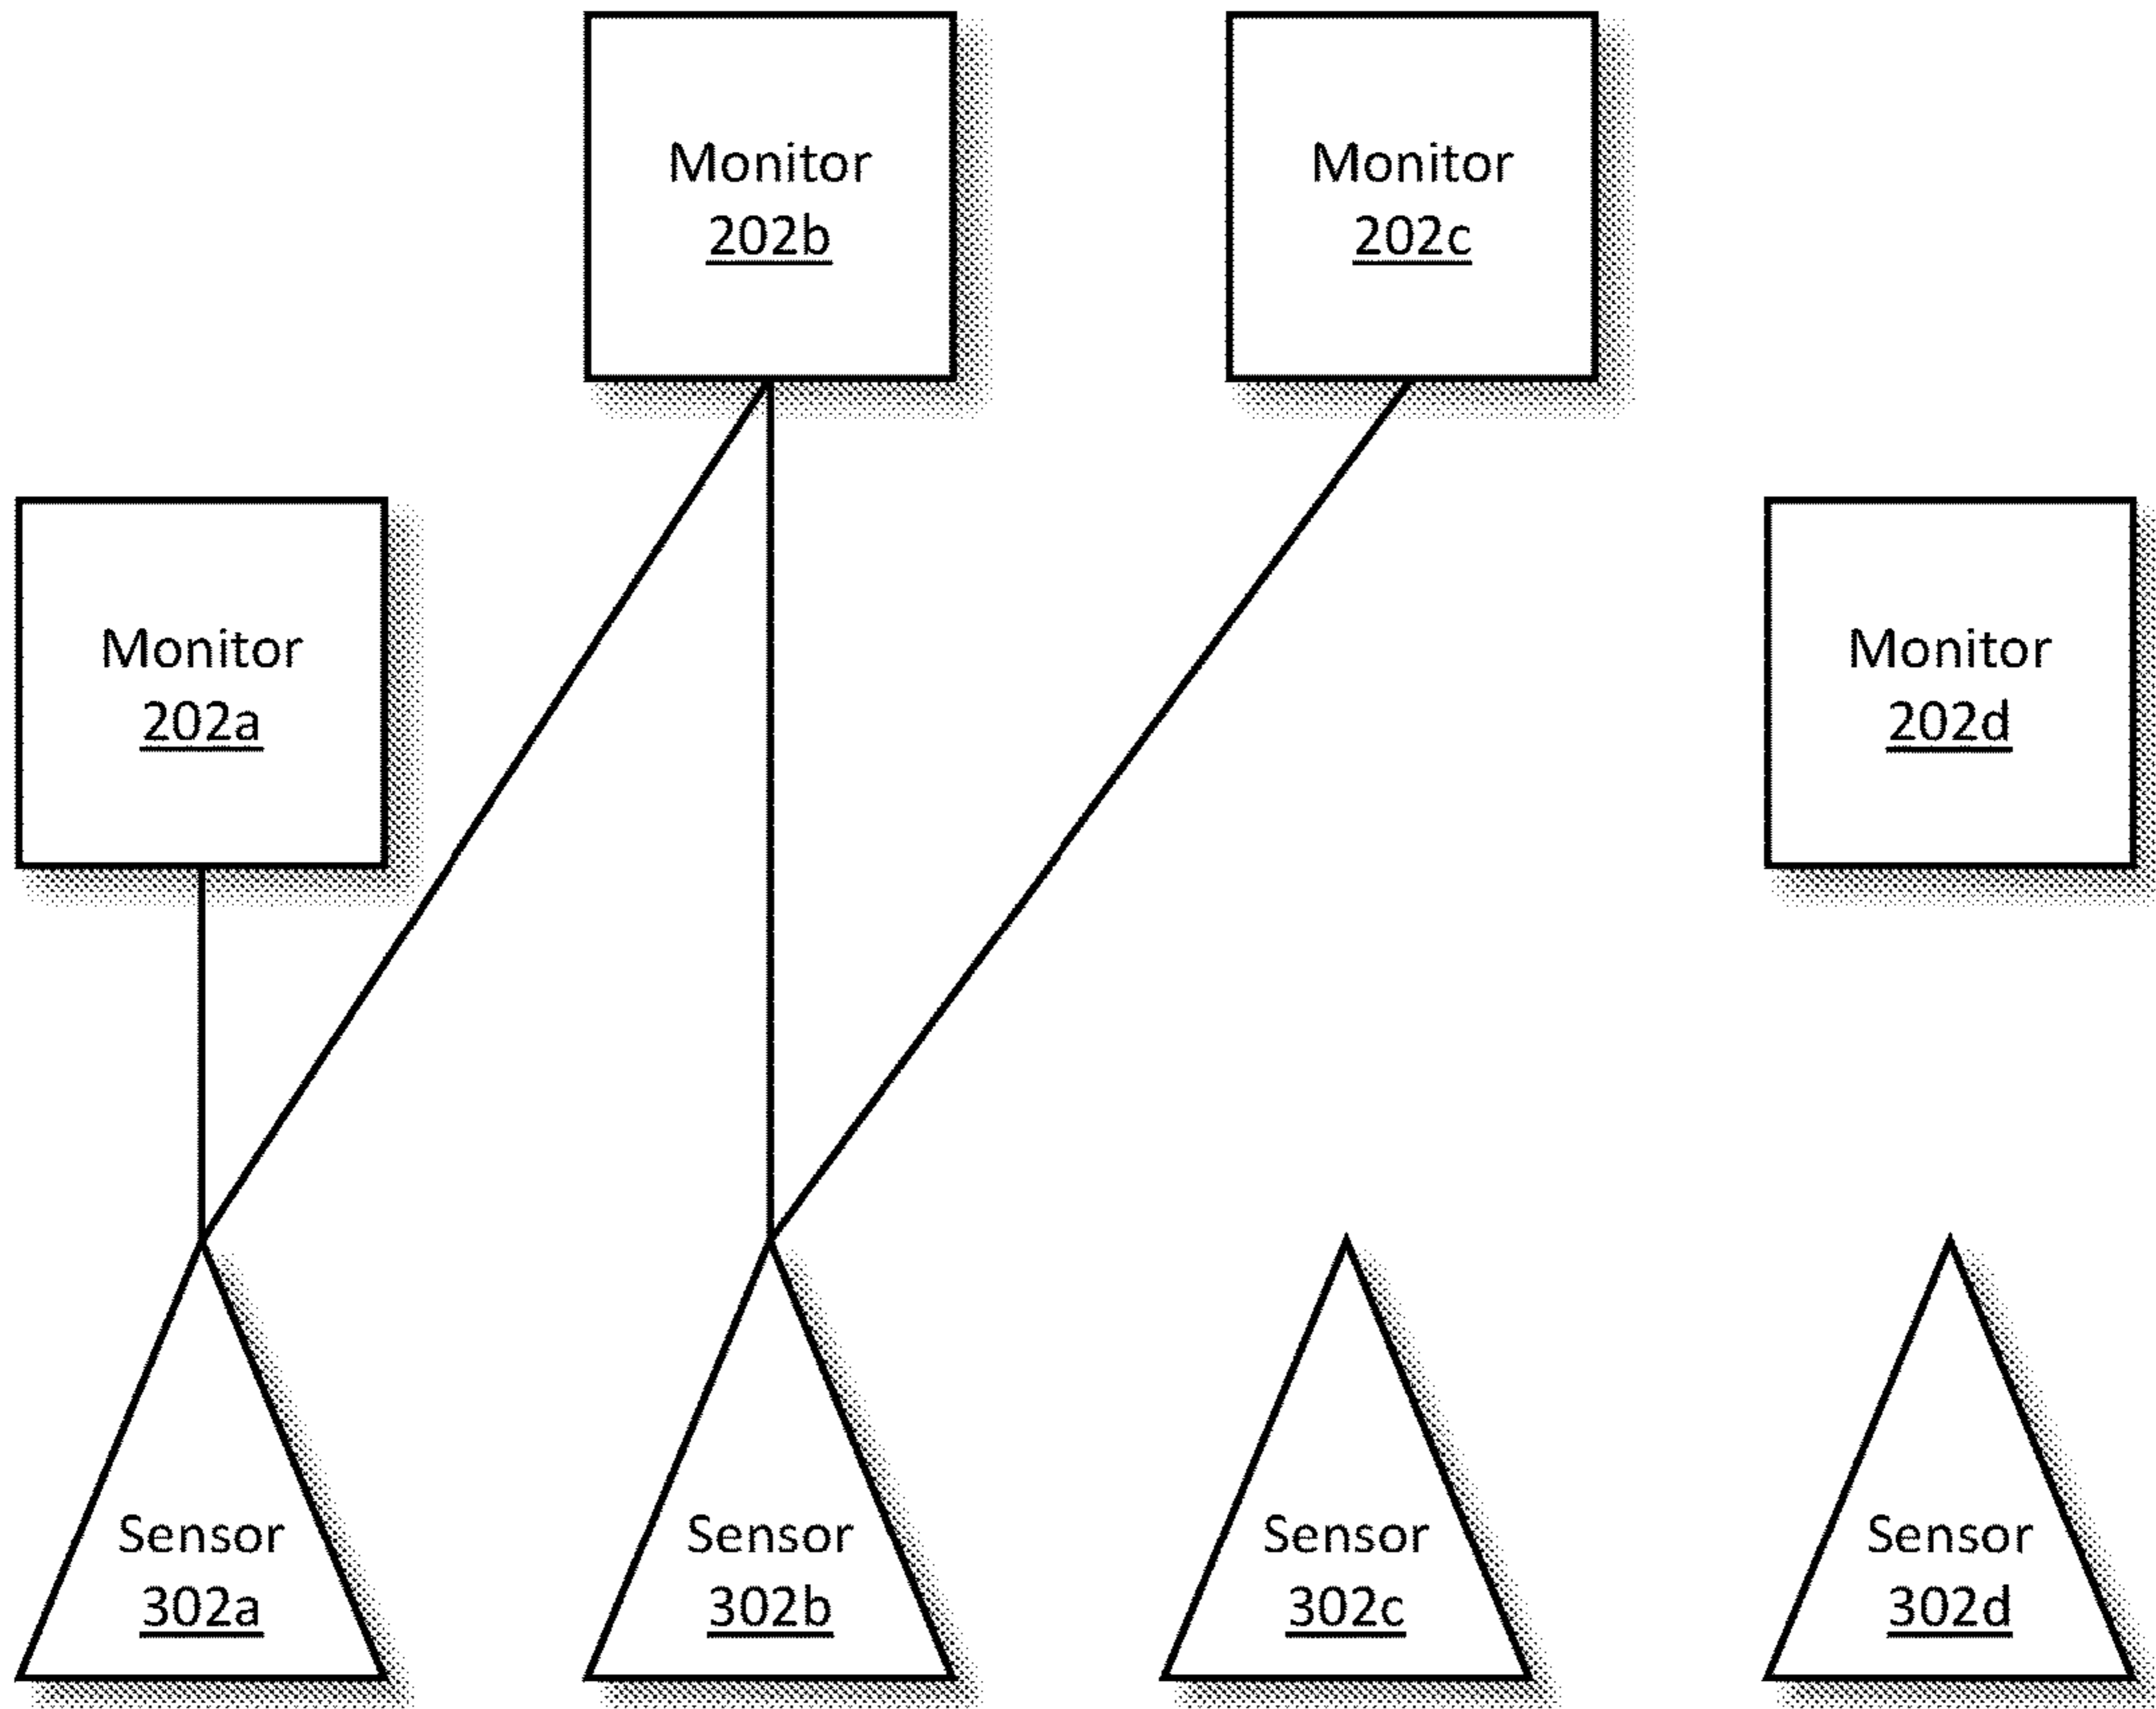 Monitor
202b
Monitor
202c
Monitor
202a
Monitor
202d
Sensor
302a
Sensor
302b
Sensor
302c
Sensor
302d